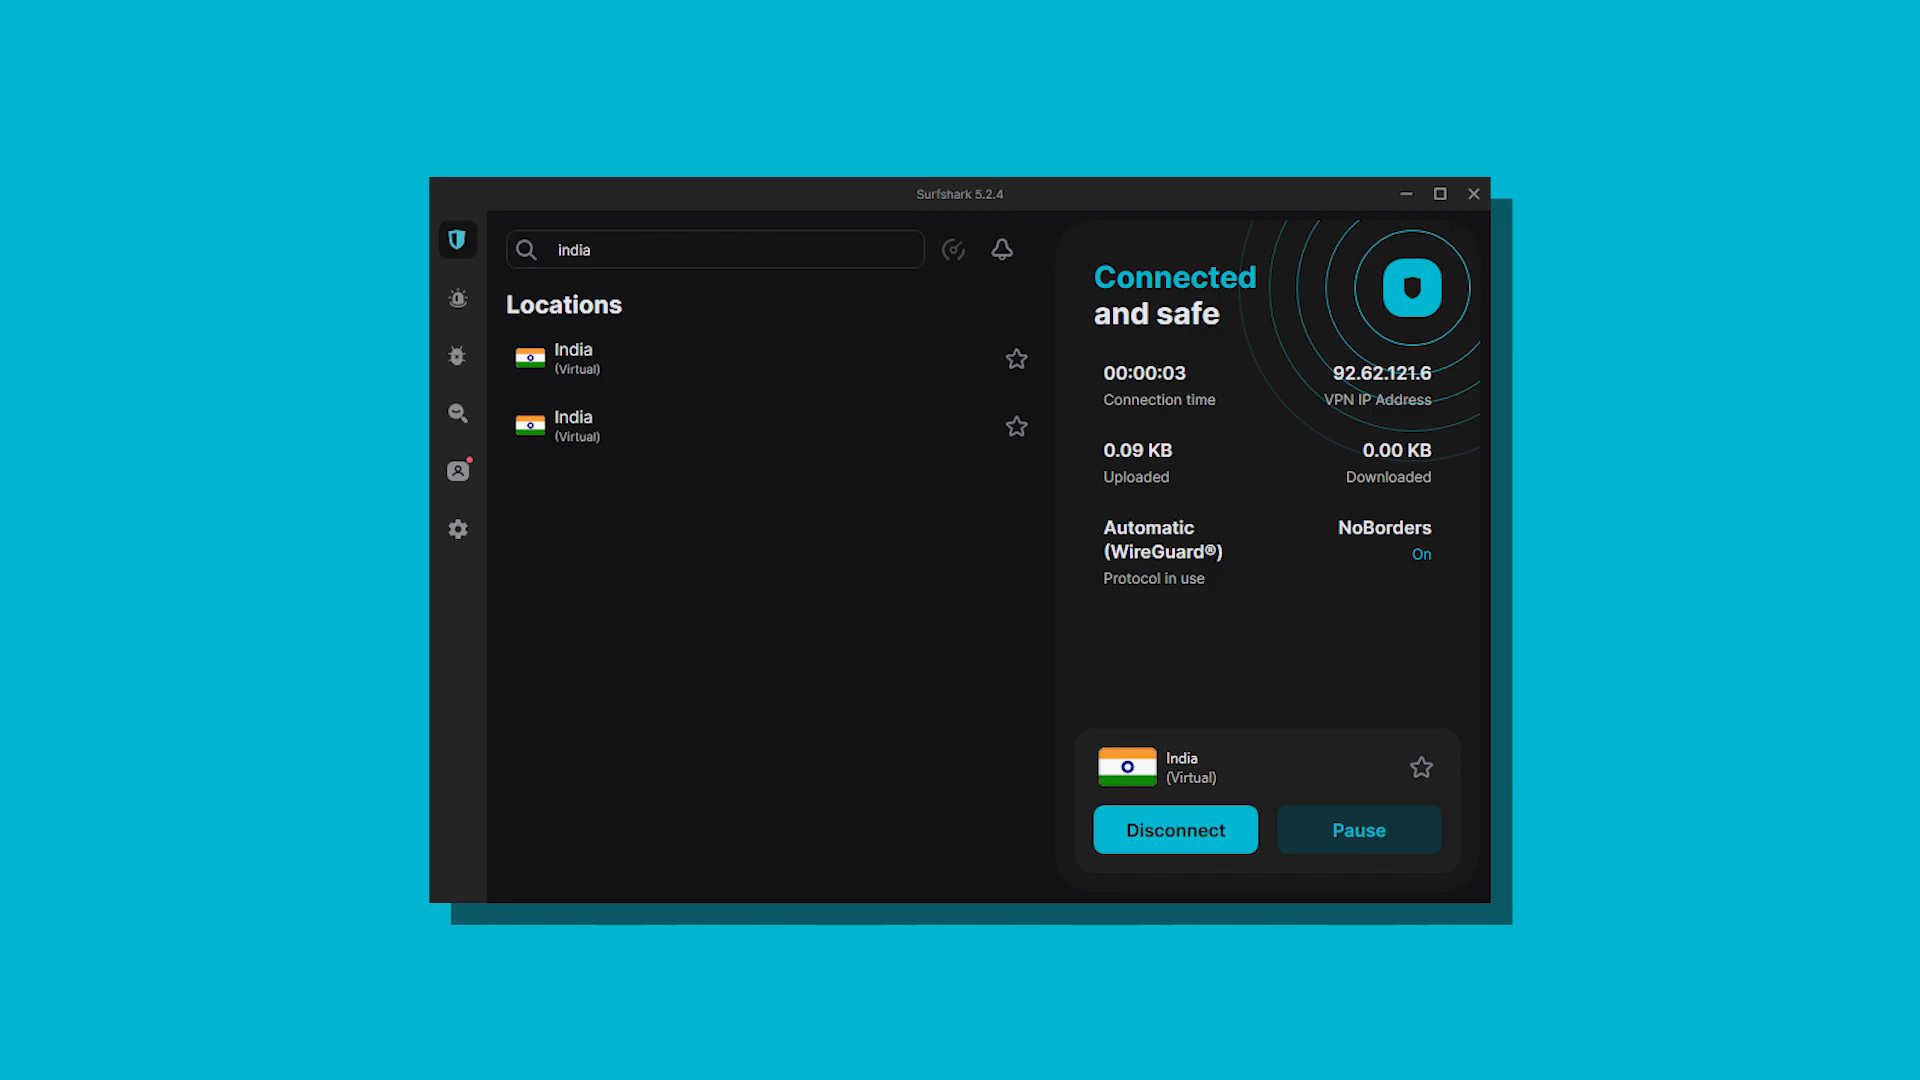 Surfshark 5.2.4
india
Locations
India
(Virtual)
India
(Virtual)
Connected
and safe
00:00:03
Connection time
92.62.121.6
VPN IP Address
0.09 KB
Uploaded
0.00 KB
Downloaded
Automatic
(WireGuard®)
Protocol in use
NoBorders
On
India
(Virtual)
Disconnect
Pause